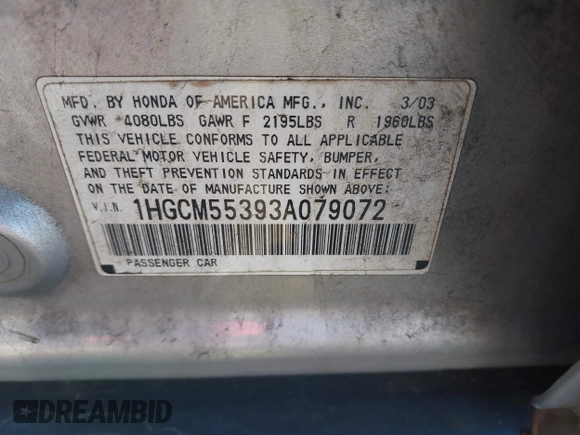 MFD. BY HONDA OF AMERICA MFG., INC. 3/03
GVWR 4080LBS GAWR F 2195LBS R 1960LBS
THIS VEHICLE CONFORMS TO ALL APPLICABLE
FEDERAL MOTOR VEHICLE SAFETY, BUMPER,
AND THEFT PREVENTION STANDARDS IN EFFECT
ON THE DATE OF MANUFACTURE SHOWN ABOVE.
V.I.N. 1HGCM55393A079072
PASSENGER CAR
DREAMBID